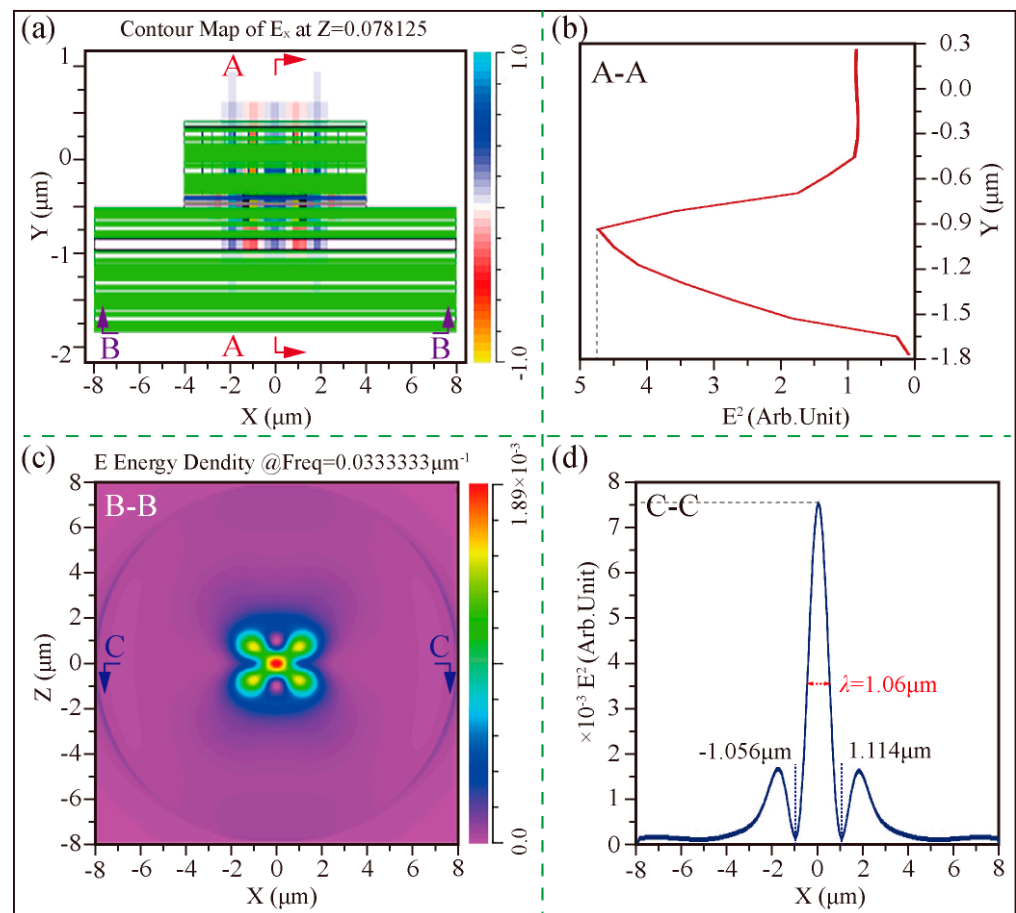 (a)
Contour Map of Eₓ at Z=0.078125
A
A
B
B
1
0
-1
-2
Y (μm)
-8 -6 -4 -2 0 2 4 6 8
X (μm)
1.0
-1.0
(b)
A-A
0.3
0.0
-0.3
-0.6
-0.9
-1.2
-1.5
-1.8
Y (μm)
5 4 3 2 1 0
E² (Arb.Unit)
(c)
E Energy Dendity @Freq=0.0333333μm⁻¹
B-B
C
C
8
6
4
2
0
-2
-4
-6
-8
Z (μm)
-8 -6 -4 -2 0 2 4 6 8
X (μm)
1.89×10⁻³
0.0
(d)
C-C
8
7
6
5
4
3
2
1
0
×10⁻³ E² (Arb.Unit)
λ=1.06μm
-1.056μm
1.114μm
-8 -6 -4 -2 0 2 4 6 8
X (μm)